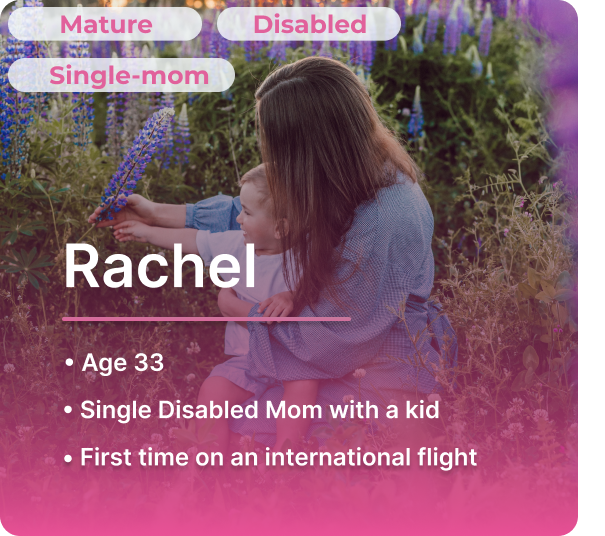 Mature Disabled
Single-mom
Rachel
• Age 33
• Single Disabled Mom with a kid
• First time on an international flight